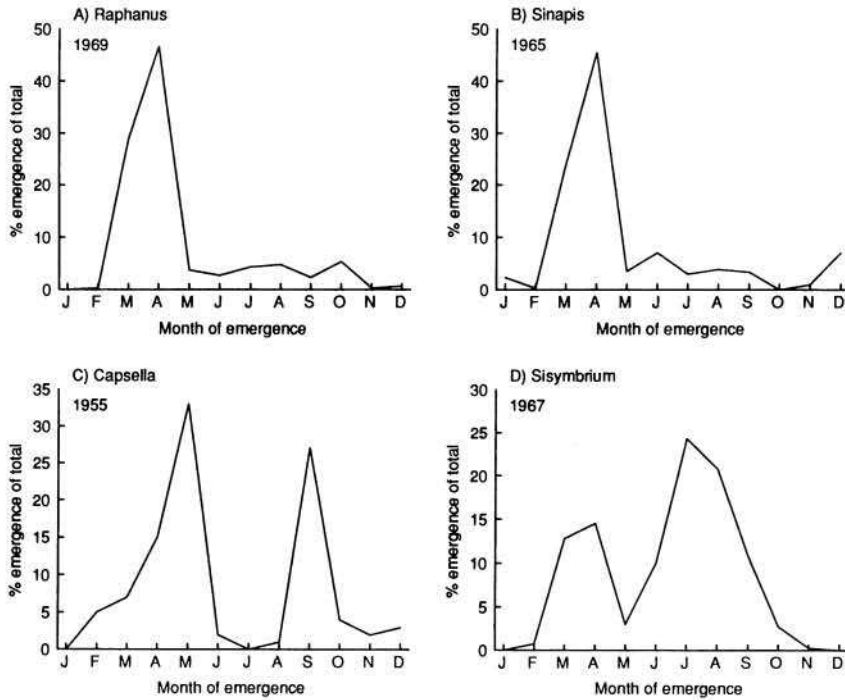 A) Raphanus
1969
50
40
30
20
10
0
% emergence of total
J F M A M J J A S O N D
Month of emergence
B) Sinapis
1965
50
40
30
20
10
0
% emergence of total
J F M A M J J A S O N D
Month of emergence
C) Capsella
1955
35
30
25
20
15
10
5
0
% emergence of total
J F M A M J J A S O N D
Month of emergence
D) Sisymbrium
1967
30
25
20
15
10
5
0
% emergence of total
J F M A M J J A S O N D
Month of emergence